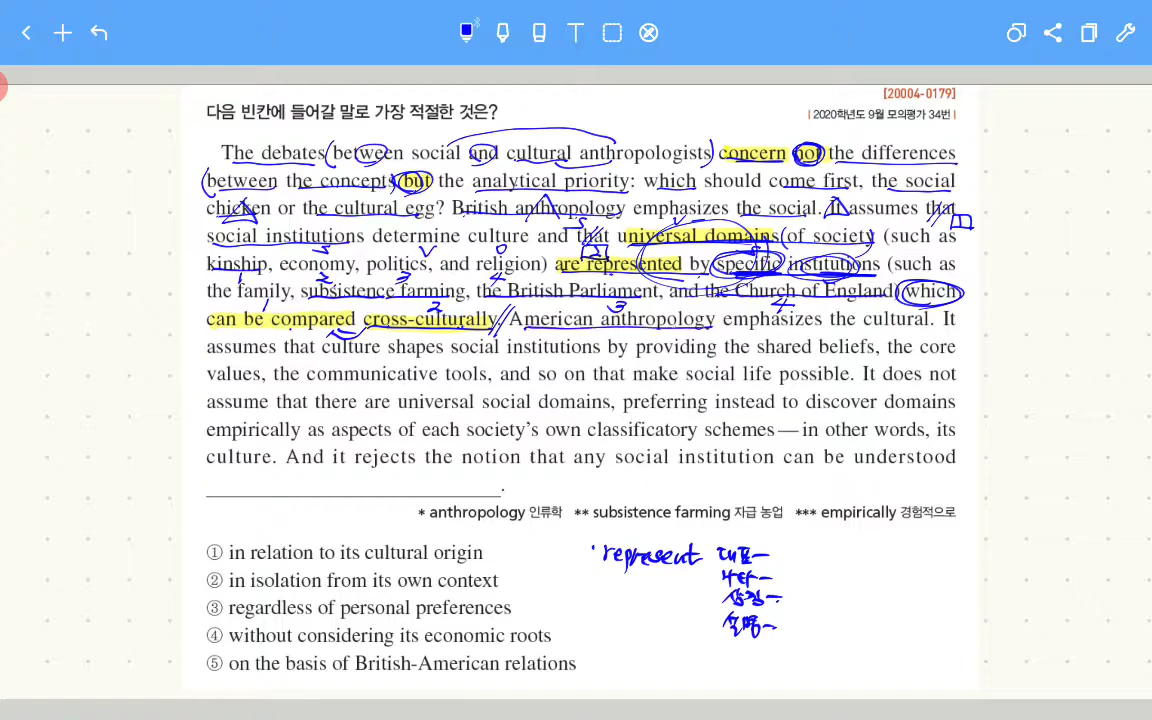 [20004-0179]
다음 빈칸에 들어갈 말로 가장 적절한 것은?
| 2020학년도 9월 모의평가 34번 |
The debates between social and cultural anthropologists concern not the differences
between the concepts but the analytical priority: which should come first, the social
chicken or the cultural egg? British anthropology emphasizes the social. It assumes that
social institutions determine culture and that universal domains of society (such as
kinship, economy, politics, and religion) are represented by specific institutions (such as
the family, subsistence farming, the British Parliament, and the Church of England) which
can be compared cross-culturally. American anthropology emphasizes the cultural. It
assumes that culture shapes social institutions by providing the shared beliefs, the core
values, the communicative tools, and so on that make social life possible. It does not
assume that there are universal social domains, preferring instead to discover domains
empirically as aspects of each society's own classificatory schemes — in other words, its
culture. And it rejects the notion that any social institution can be understood
.
* anthropology 인류학 ** subsistence farming 자급 농업 *** empirically 경험적으로
① in relation to its cultural origin
② in isolation from its own context
③ regardless of personal preferences
④ without considering its economic roots
⑤ on the basis of British-American relations
represent 대표—
나타—
상징—
설명—